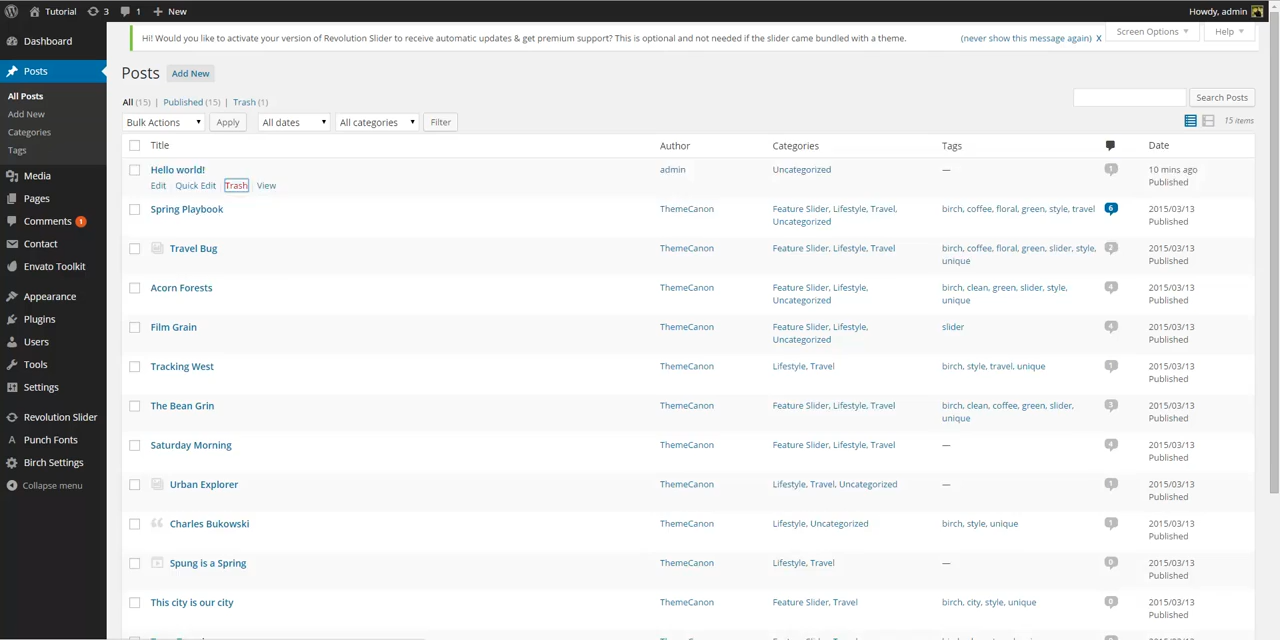 Tutorial 3 1 + New Howdy, admin
Dashboard
Posts
All Posts
Add New
Categories
Tags
Media
Pages
Comments 1
Contact
Envato Toolkit
Appearance
Plugins
Users
Tools
Settings
Revolution Slider
Punch Fonts
Birch Settings
Collapse menu
Hi! Would you like to activate your version of Revolution Slider to receive automatic updates & get premium support? This is optional and not needed if the slider came bundled with a theme. (never show this message again) X
Screen Options Help
Posts Add New
All (15) | Published (15) | Trash (1)
Search Posts
Bulk Actions Apply All dates All categories Filter
15 items
Title Author Categories Tags Date
Hello world! admin Uncategorized — 1 10 mins ago
Published
Edit | Quick Edit | Trash | View
Spring Playbook ThemeCanon Feature Slider, Lifestyle, Travel, birch, coffee, floral, green, style, travel 6 2015/03/13
Uncategorized Published
Travel Bug ThemeCanon Feature Slider, Lifestyle, Travel birch, coffee, floral, green, slider, style, 2 2015/03/13
unique Published
Acorn Forests ThemeCanon Feature Slider, Lifestyle, birch, clean, green, slider, style, 4 2015/03/13
Uncategorized unique Published
Film Grain ThemeCanon Feature Slider, Lifestyle, slider 4 2015/03/13
Uncategorized Published
Tracking West ThemeCanon Lifestyle, Travel birch, style, travel, unique 1 2015/03/13
Published
The Bean Grin ThemeCanon Feature Slider, Lifestyle, Travel birch, clean, coffee, green, slider, 3 2015/03/13
unique Published
Saturday Morning ThemeCanon Feature Slider, Lifestyle, Travel — 4 2015/03/13
Published
Urban Explorer ThemeCanon Lifestyle, Travel, Uncategorized — 1 2015/03/13
Published
Charles Bukowski ThemeCanon Lifestyle, Uncategorized birch, style, unique 1 2015/03/13
Published
Spung is a Spring ThemeCanon Lifestyle, Travel — 0 2015/03/13
Published
This city is our city ThemeCanon Feature Slider, Travel birch, city, style, unique 0 2015/03/13
Published